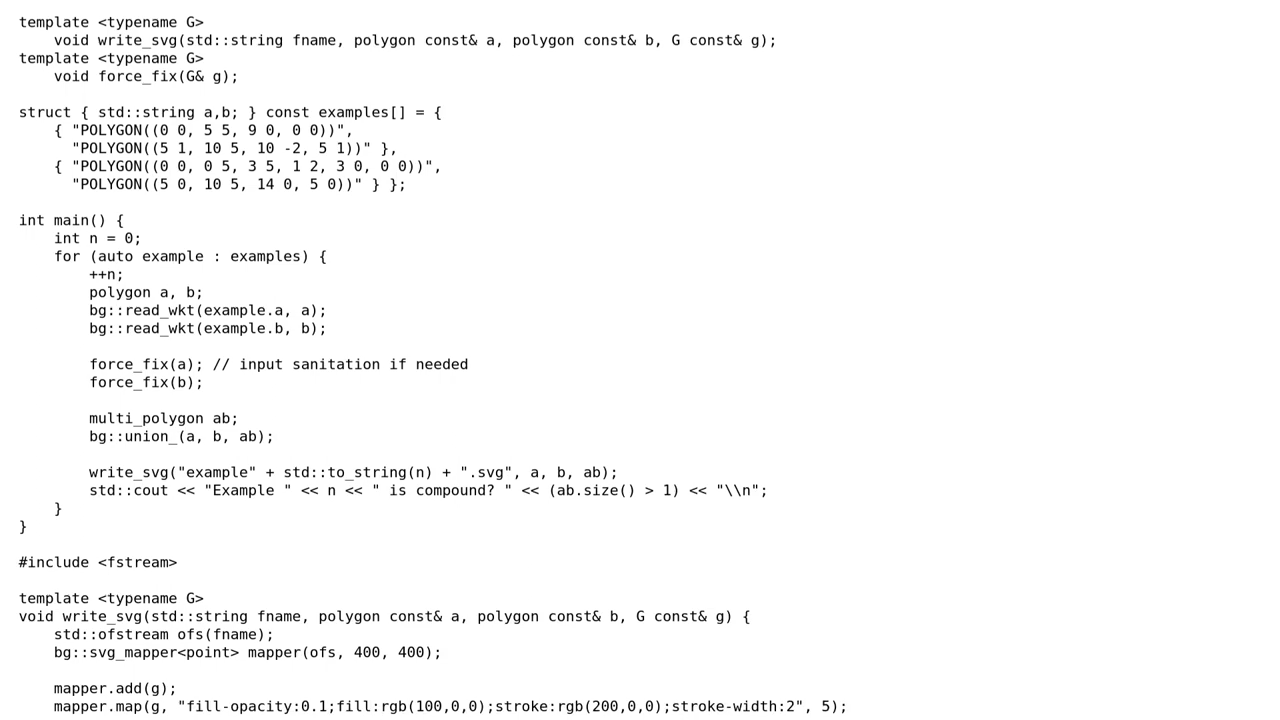 template <typename G>
    void write_svg(std::string fname, polygon const& a, polygon const& b, G const& g);
template <typename G>
    void force_fix(G& g);

struct { std::string a,b; } const examples[] = {
    { "POLYGON((0 0, 5 5, 9 0, 0 0))",
      "POLYGON((5 1, 10 5, 10 -2, 5 1))" },
    { "POLYGON((0 0, 0 5, 3 5, 1 2, 3 0, 0 0))",
      "POLYGON((5 0, 10 5, 14 0, 5 0))" } };

int main() {
    int n = 0;
    for (auto example : examples) {
        ++n;
        polygon a, b;
        bg::read_wkt(example.a, a);
        bg::read_wkt(example.b, b);

        force_fix(a); // input sanitation if needed
        force_fix(b);

        multi_polygon ab;
        bg::union_(a, b, ab);

        write_svg("example" + std::to_string(n) + ".svg", a, b, ab);
        std::cout << "Example " << n << " is compound? " << (ab.size() > 1) << "\\n";
    }
}

#include <fstream>

template <typename G>
void write_svg(std::string fname, polygon const& a, polygon const& b, G const& g) {
    std::ofstream ofs(fname);
    bg::svg_mapper<point> mapper(ofs, 400, 400);

    mapper.add(g);
    mapper.map(g, "fill-opacity:0.1;fill:rgb(100,0,0);stroke:rgb(200,0,0);stroke-width:2", 5);